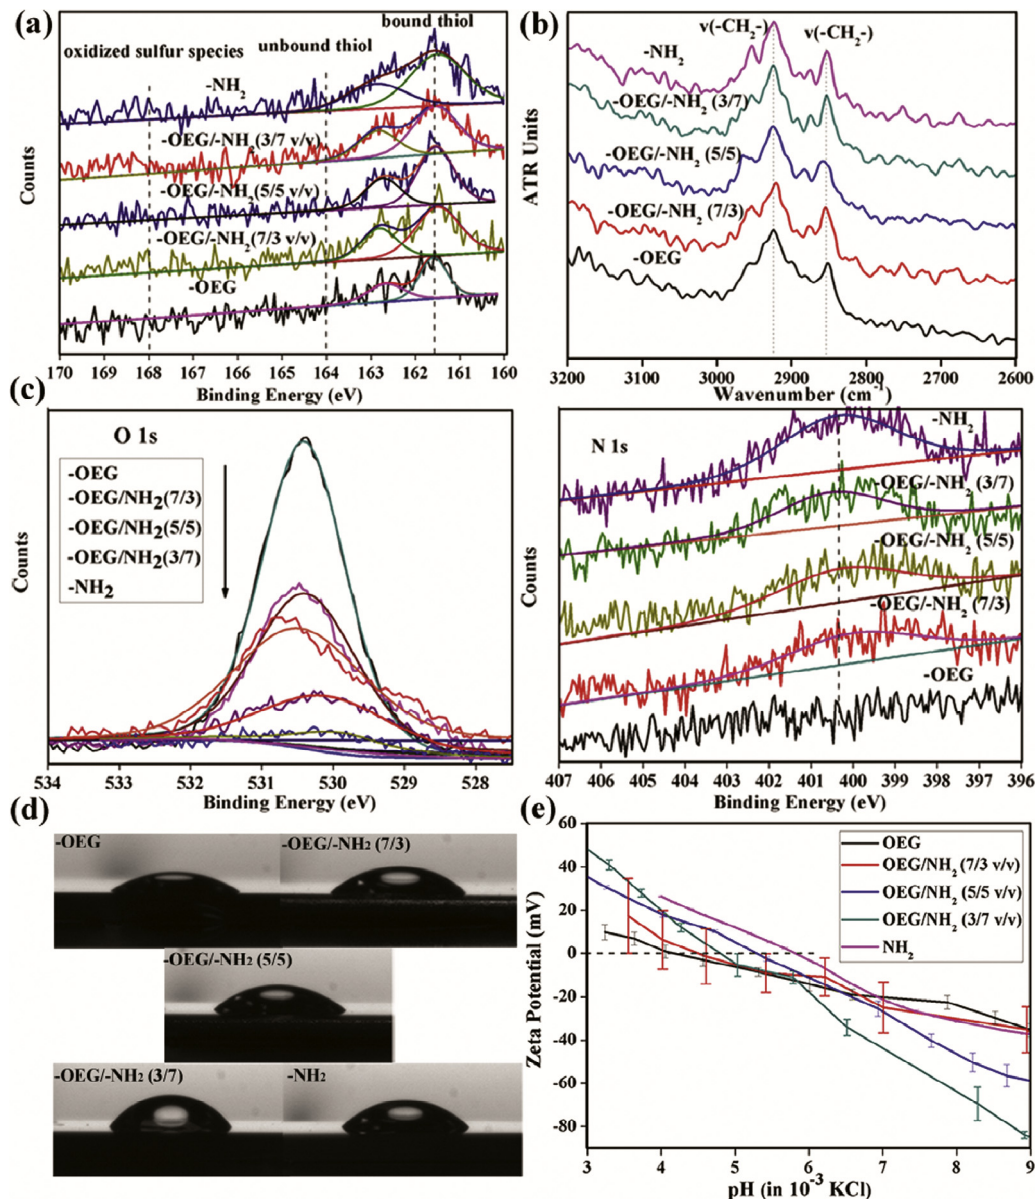 (a)
bound thiol
oxidized sulfur species
unbound thiol
-NH2
-OEG/-NH2 (3/7 v/v)
-OEG/-NH2 (5/5 v/v)
-OEG/-NH2 (7/3 v/v)
-OEG
Counts
170 169 168 167 166 165 164 163 162 161 160
Binding Energy (eV)
(b)
v(-CH2-)
v(-CH2-)
-NH2
-OEG/-NH2 (3/7)
-OEG/-NH2 (5/5)
-OEG/-NH2 (7/3)
-OEG
ATR Units
3200 3100 3000 2900 2800 2700 2600
Wavenumber (cm-1)
(c)
O 1s
-OEG
-OEG/NH2(7/3)
-OEG/NH2(5/5)
-OEG/NH2(3/7)
-NH2
Counts
534 533 532 531 530 529 528
Binding Energy (eV)
N 1s
-NH2
-OEG/-NH2 (3/7)
-OEG/-NH2 (5/5)
-OEG/-NH2 (7/3)
-OEG
Counts
407 406 405 404 403 402 401 400 399 398 397 396
Binding Energy (eV)
(d)
-OEG
-OEG/-NH2 (7/3)
-OEG/-NH2 (5/5)
-OEG/-NH2 (3/7)
-NH2
(e)
OEG
OEG/NH2 (7/3 v/v)
OEG/NH2 (5/5 v/v)
OEG/NH2 (3/7 v/v)
NH2
Zeta Potential (mV)
60
40
20
0
-20
-40
-60
-80
3 4 5 6 7 8 9
pH (in 10-3 KCl)